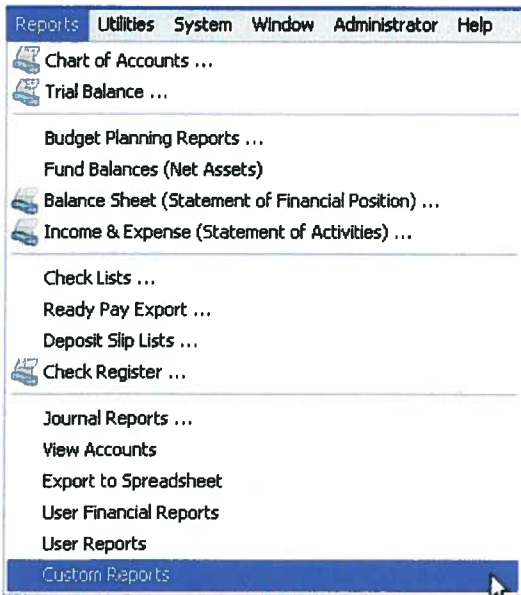 Reports Utilities System Window Administrator Help
Chart of Accounts ...
Trial Balance ...
Budget Planning Reports ...
Fund Balances (Net Assets)
Balance Sheet (Statement of Financial Position) ...
Income & Expense (Statement of Activities) ...
Check Lists ...
Ready Pay Export ...
Deposit Slip Lists ...
Check Register ...
Journal Reports ...
View Accounts
Export to Spreadsheet
User Financial Reports
User Reports
Custom Reports